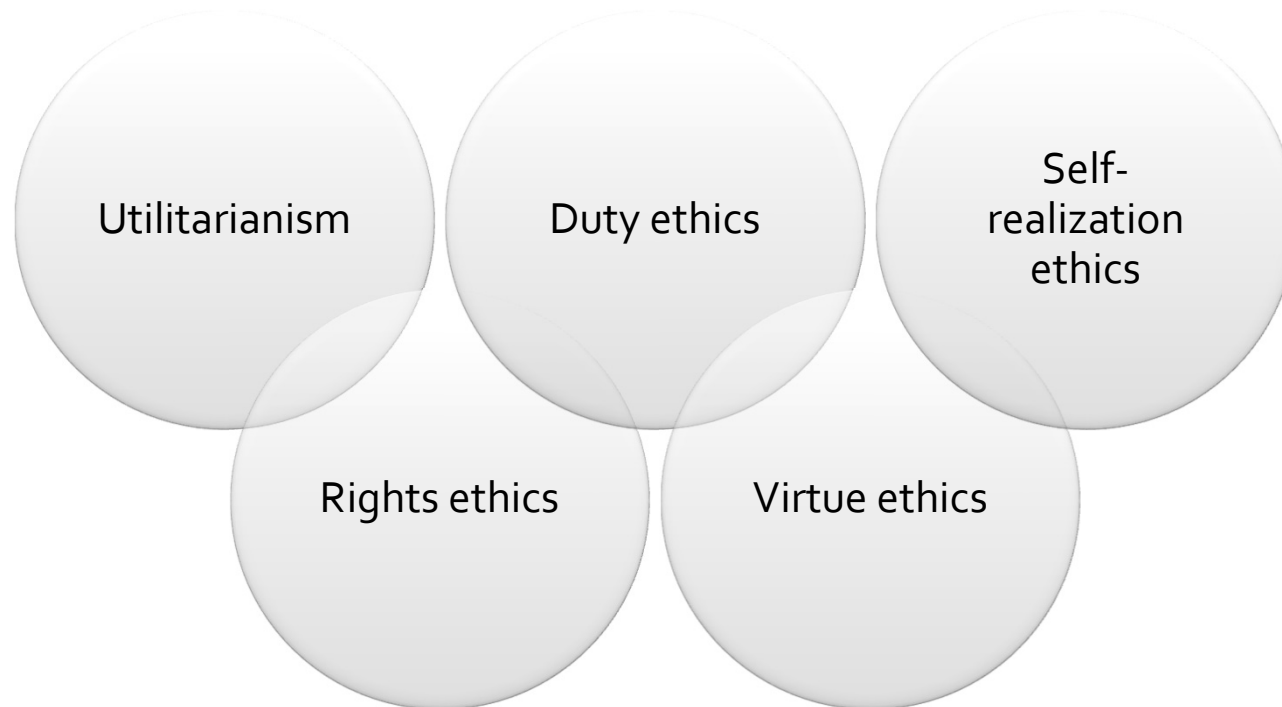 Utilitarianism
Duty ethics
Self-
realization
ethics
Rights ethics
Virtue ethics